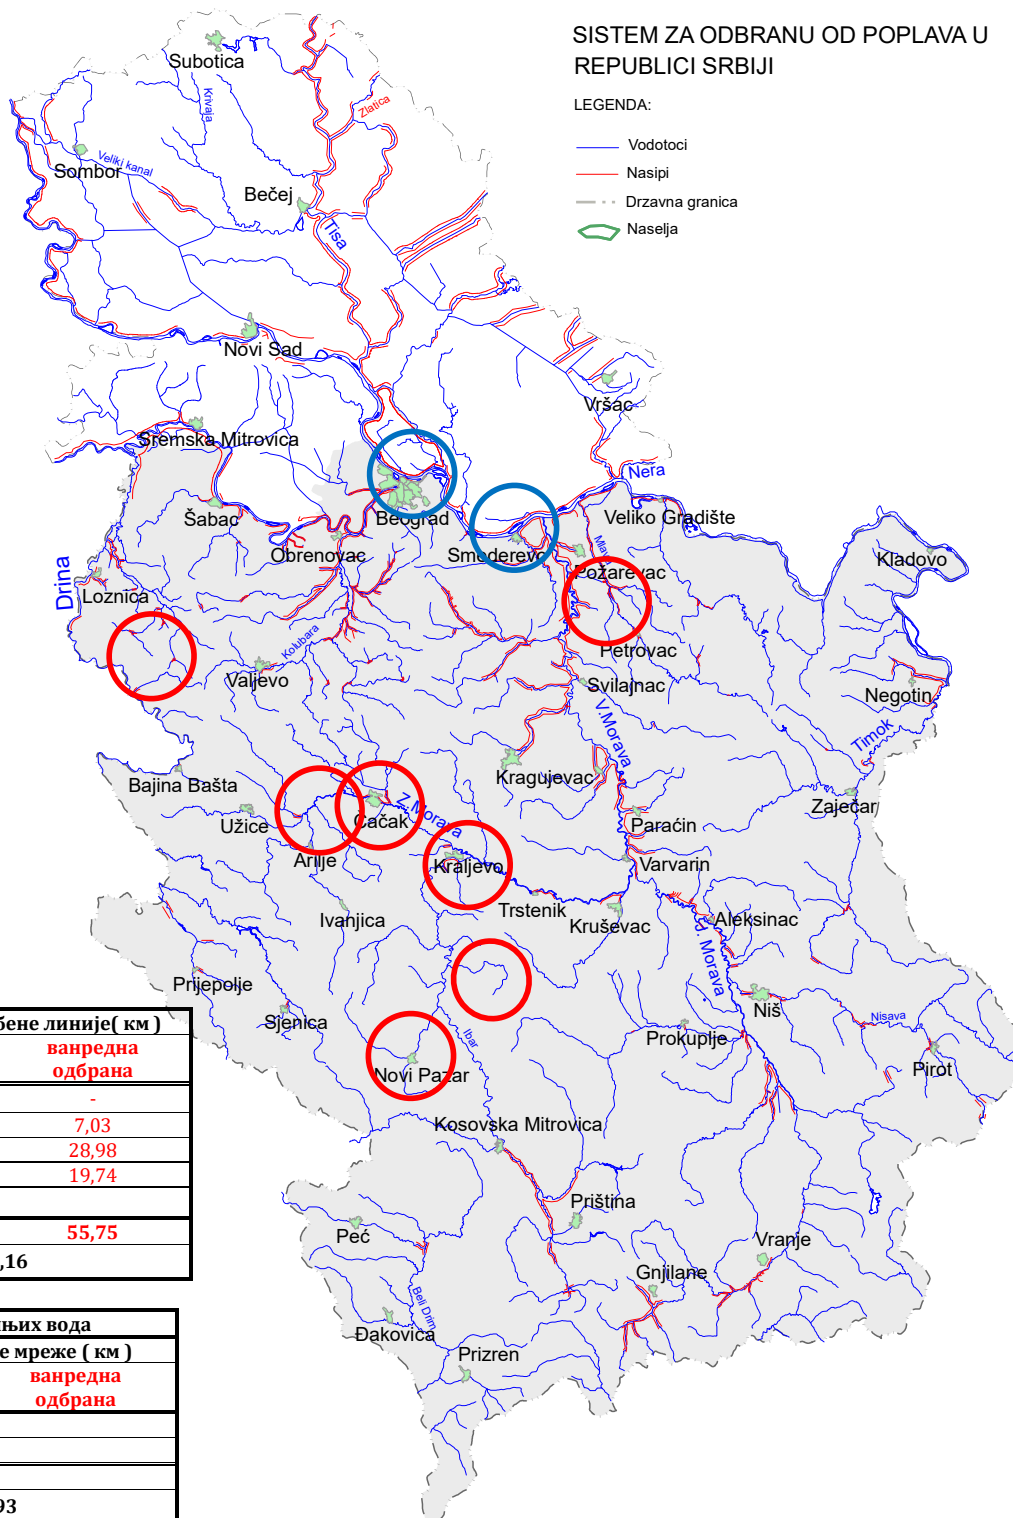 SISTEM ZA ODBRANU OD POPLAVA U
REPUBLICI SRBIJI
LEGENDA:
Vodotoci
Nasipi
Drzavna granica
Naselja
Subotica
Krivaja
Zlatica
Sombor
Veliki kanal
Bečej
Tisa
Novi Sad
Vršac
Sremska Mitrovica
Nera
Šabac
Beograd
Veliko Gradište
Obrenovac
Smederevo
Kladovo
Drina
Loznica
Požarevac
Kolubara
Petrovac
Valjevo
Svilajnac
Negotin
V.Morava
Timok
Bajina Bašta
Kragujevac
Užice
Čačak
Z.Morava
Zaječar
Paraćin
Arilje
Kraljevo
Varvarin
Ivanjica
Trstenik
Kruševac
Aleksinac
J. Morava
Prijepolje
Sjenica
Niš
Nisava
Ibar
Prokuplje
Pirot
Novi Pazar
Kosovska Mitrovica
Priština
Peć
Vranje
Gnjilane
Beli Drim
Đakovica
Prizren
бене линије( км )
ванредна
одбрана
-
7,03
28,98
19,74
55,75
,16
њих вода
е мреже ( км )
ванредна
одбрана
93